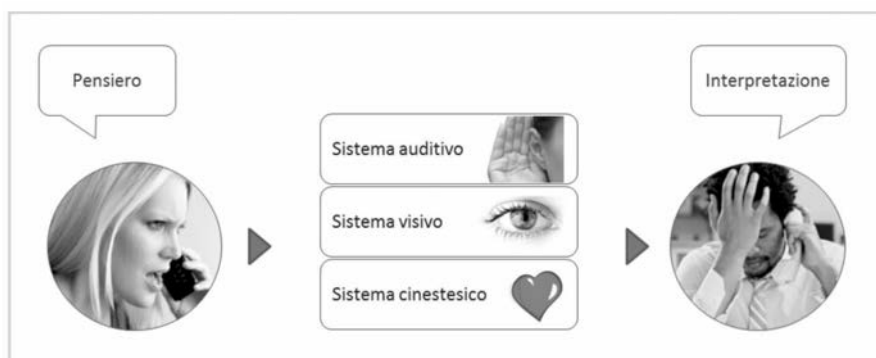 Pensiero
Interpretazione
Sistema auditivo
Sistema visivo
Sistema cinestesico